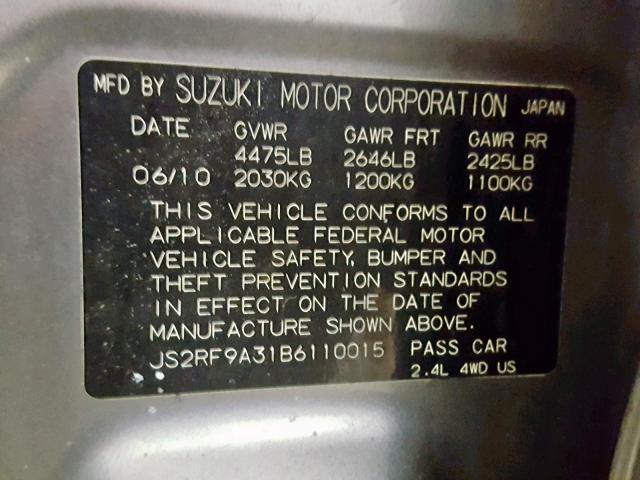 MFD BY SUZUKI MOTOR CORPORATION JAPAN
DATE GVWR GAWR FRT GAWR RR
4475LB 2646LB 2425LB
06/10 2030KG 1200KG 1100KG
THIS VEHICLE CONFORMS TO ALL
APPLICABLE FEDERAL MOTOR
VEHICLE SAFETY, BUMPER AND
THEFT PREVENTION STANDARDS
IN EFFECT ON THE DATE OF
MANUFACTURE SHOWN ABOVE.
JS2RF9A31B6110015 PASS CAR
2.4L 4WD US